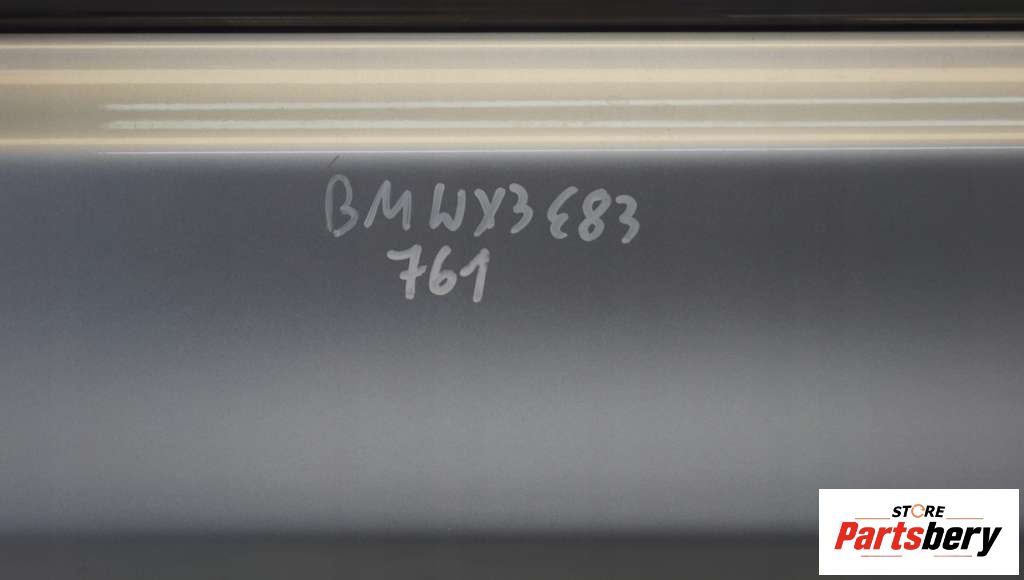 BMW X3 E83
761
STORE
Partsbery